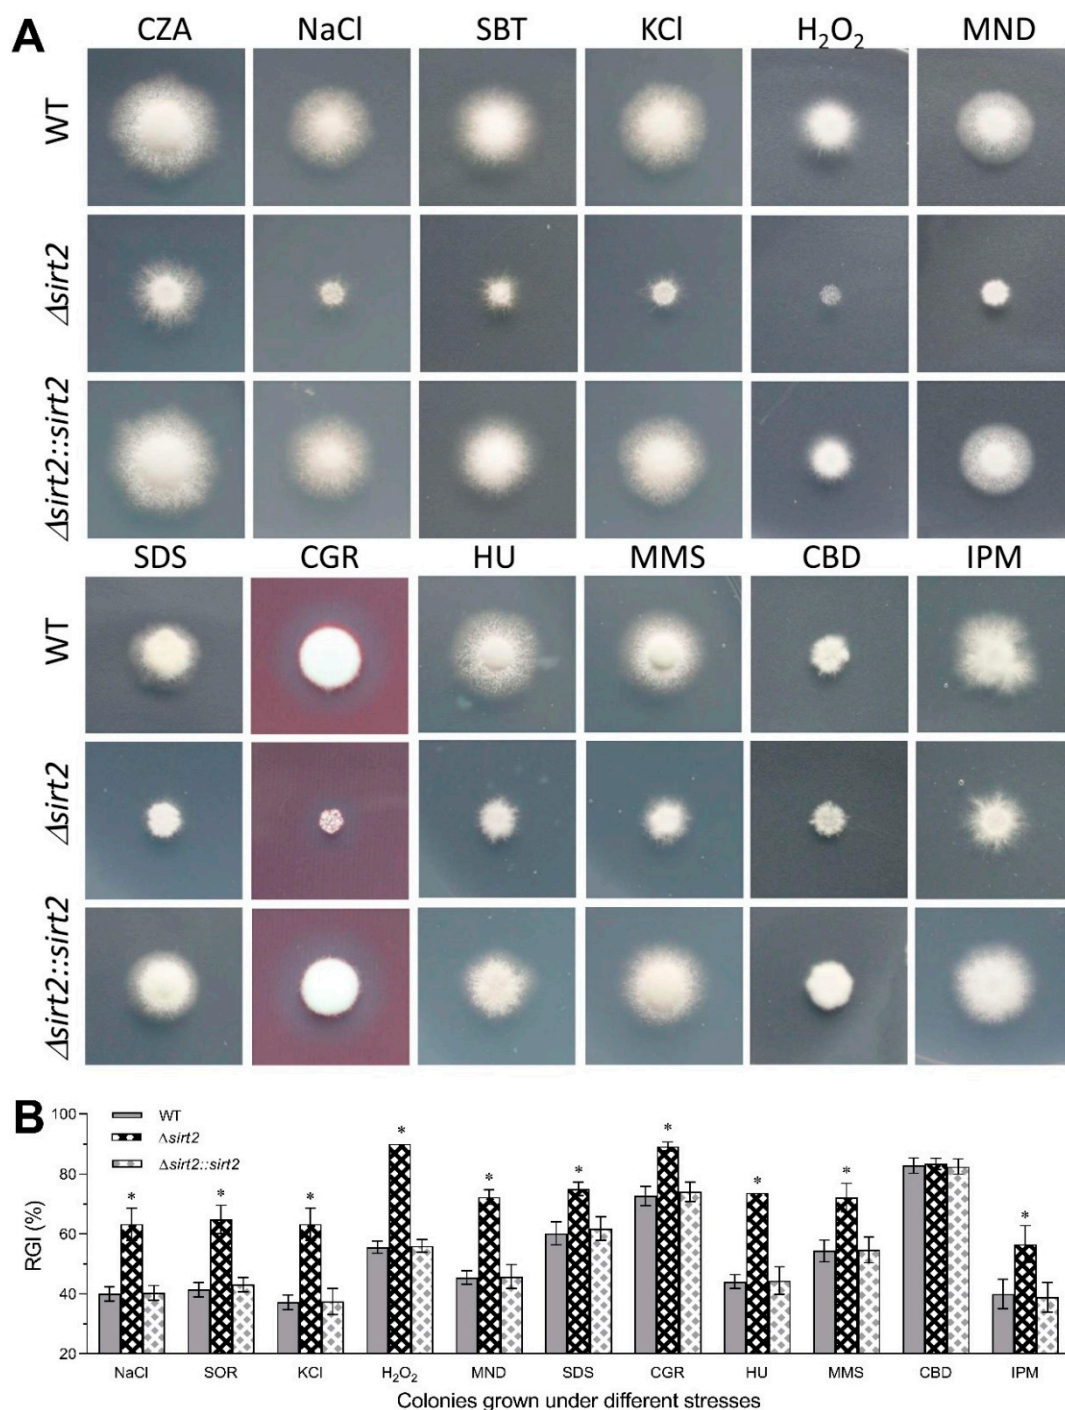 A
CZA NaCl SBT KCl H₂O₂ MND
WT
Δsirt2
Δsirt2::sirt2
SDS CGR HU MMS CBD IPM
WT
Δsirt2
Δsirt2::sirt2
B
WT
Δsirt2
Δsirt2::sirt2
RGI (%)
100
80
60
40
20
* * * * * * * * * *
NaCl SOR KCl H₂O₂ MND SDS CGR HU MMS CBD IPM
Colonies grown under different stresses